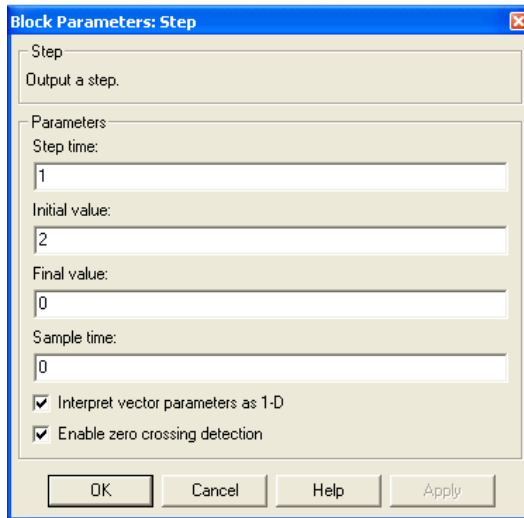 Block Parameters: Step
Step
Output a step.
Parameters
Step time:
1
Initial value:
2
Final value:
0
Sample time:
0
Interpret vector parameters as 1-D
Enable zero crossing detection
OK Cancel Help Apply